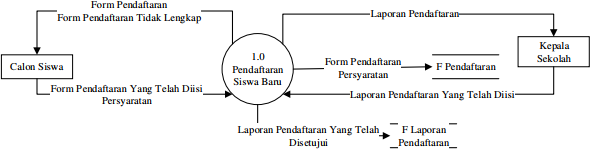 Form Pendaftaran
Form Pendaftaran Tidak Lengkap
Laporan Pendaftaran
Calon Siswa
1.0
Pendaftaran
Siswa Baru
Form Pendaftaran
Persyaratan
F Pendaftaran
Kepala
Sekolah
Form Pendaftaran Yang Telah Diisi
Persyaratan
Laporan Pendaftaran Yang Telah Diisi
Laporan Pendaftaran Yang Telah
Disetujui
F Laporan
Pendaftaran